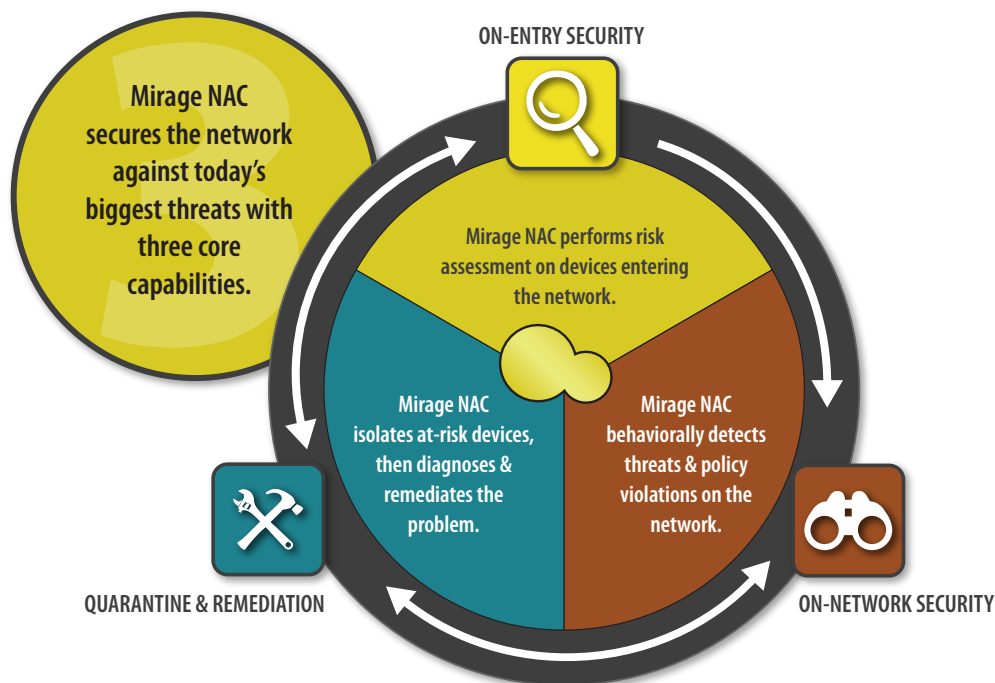 ON-ENTRY SECURITY
3
Mirage NAC
secures the network
against today's
biggest threats with
three core
capabilities.
Mirage NAC performs risk
assessment on devices entering
the network.
Mirage NAC
isolates at-risk devices,
then diagnoses &
remediates the
problem.
Mirage NAC
behaviorally detects
threats & policy
violations on the
network.
QUARANTINE & REMEDIATION
ON-NETWORK SECURITY